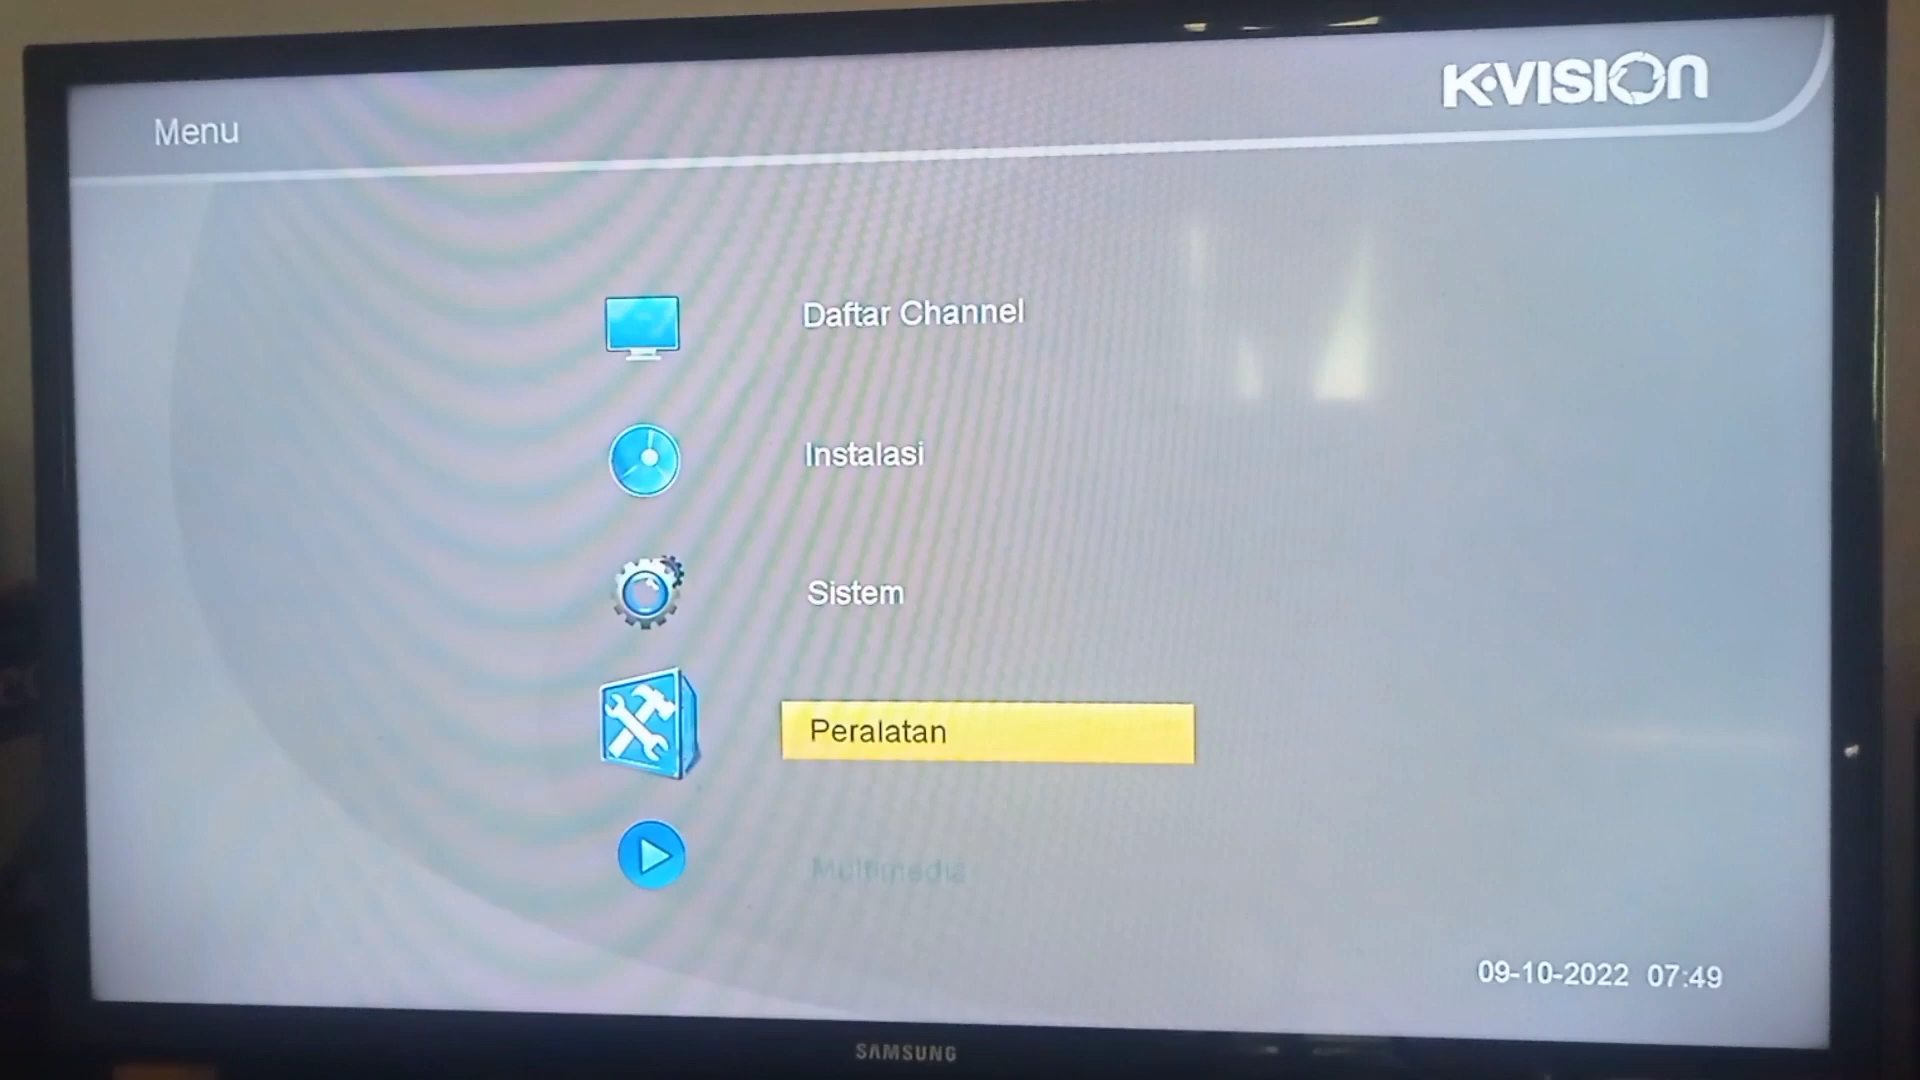 Menu
K-VISION
Daftar Channel
Instalasi
Sistem
Peralatan
Multimedia
09-10-2022 07:49
SAMSUNG